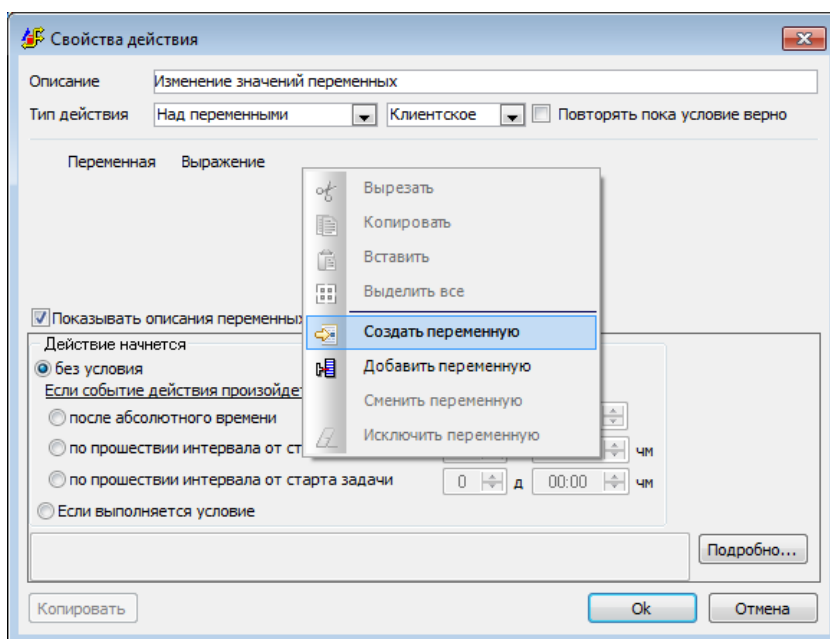 Свойства действия
Описание Изменение значений переменных
Тип действия Над переменными Клиентское Повторять пока условие верно
Переменная Выражение
Вырезать
Копировать
Вставить
Выделить все
Показывать описания переменных
Создать переменную
Действие начнется
без условия
Добавить переменную
Если событие действия произойде
Сменить переменную
после абсолютного времени
Исключить переменную
по прошествии интервала от ст чм
по прошествии интервала от старта задачи 0 д 00:00 чм
Если выполняется условие
Подробно...
Копировать Ok Отмена